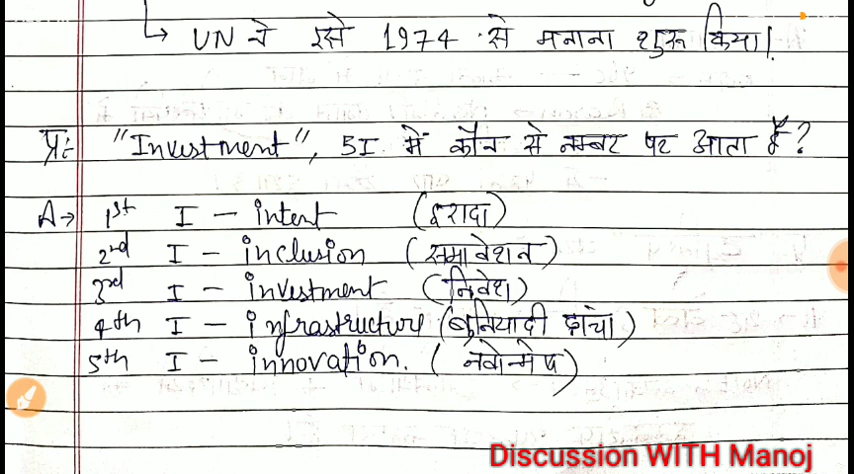 ↳ UN ने इसे 1974 से मनाना शुरू किया।
प्रः "Investment", 5I में कौन से नम्बर पर आता है?
A→ 1st I – intent (इरादा)
2nd I – inclusion (समावेशन)
3rd I – investment (निवेश)
4th I – infrastructure (बुनियादी ढांचा)
5th I – innovation. (नवोन्मेष)
Discussion WITH Manoj